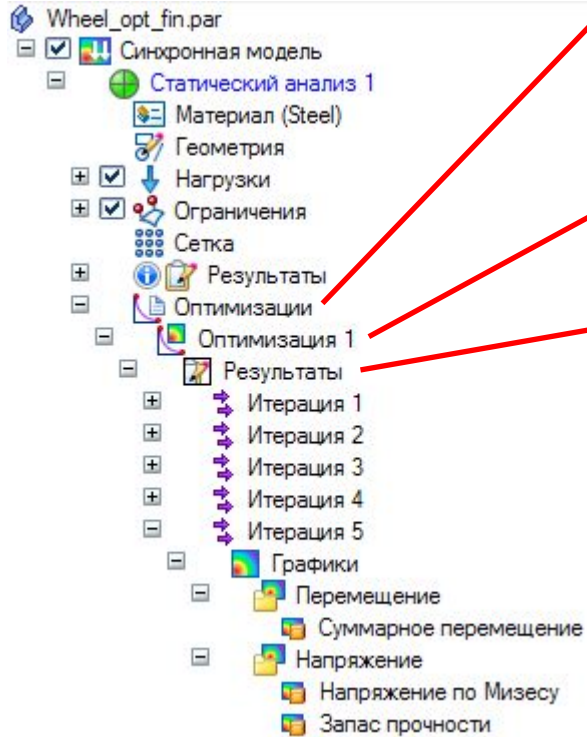 Wheel_opt_fin.par
Синхронная модель
Статический анализ 1
Материал (Steel)
Геометрия
Нагрузки
Ограничения
Сетка
Результаты
Оптимизации
Оптимизация 1
Результаты
Итерация 1
Итерация 2
Итерация 3
Итерация 4
Итерация 5
Графики
Перемещение
Суммарное перемещение
Напряжение
Напряжение по Мизесу
Запас прочности